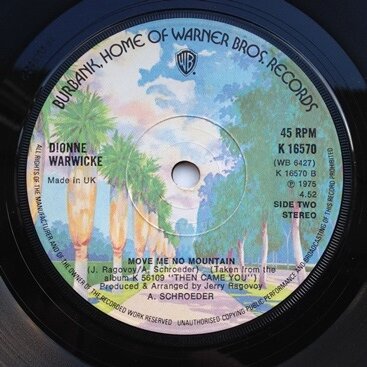 BURBANK, HOME OF WARNER BROS. RECORDS
WB
DIONNE
WARWICKE
Made in UK
45 RPM
K 16570
(WB 6427)
K 16570 B
℗ 1975
4.52
SIDE TWO
STEREO
MOVE ME NO MOUNTAIN
(J. Ragovoy/A. Schroeder) (Taken from the
album K 56109 "THEN CAME YOU")
Produced & Arranged by Jerry Ragovoy
A. SCHROEDER
ALL RIGHTS OF THE MANUFACTURER AND OF THE OWNER OF THE RECORDED WORK RESERVED UNAUTHORISED COPYING PUBLIC PERFORMANCE AND BROADCASTING OF THIS RECORD PROHIBITED